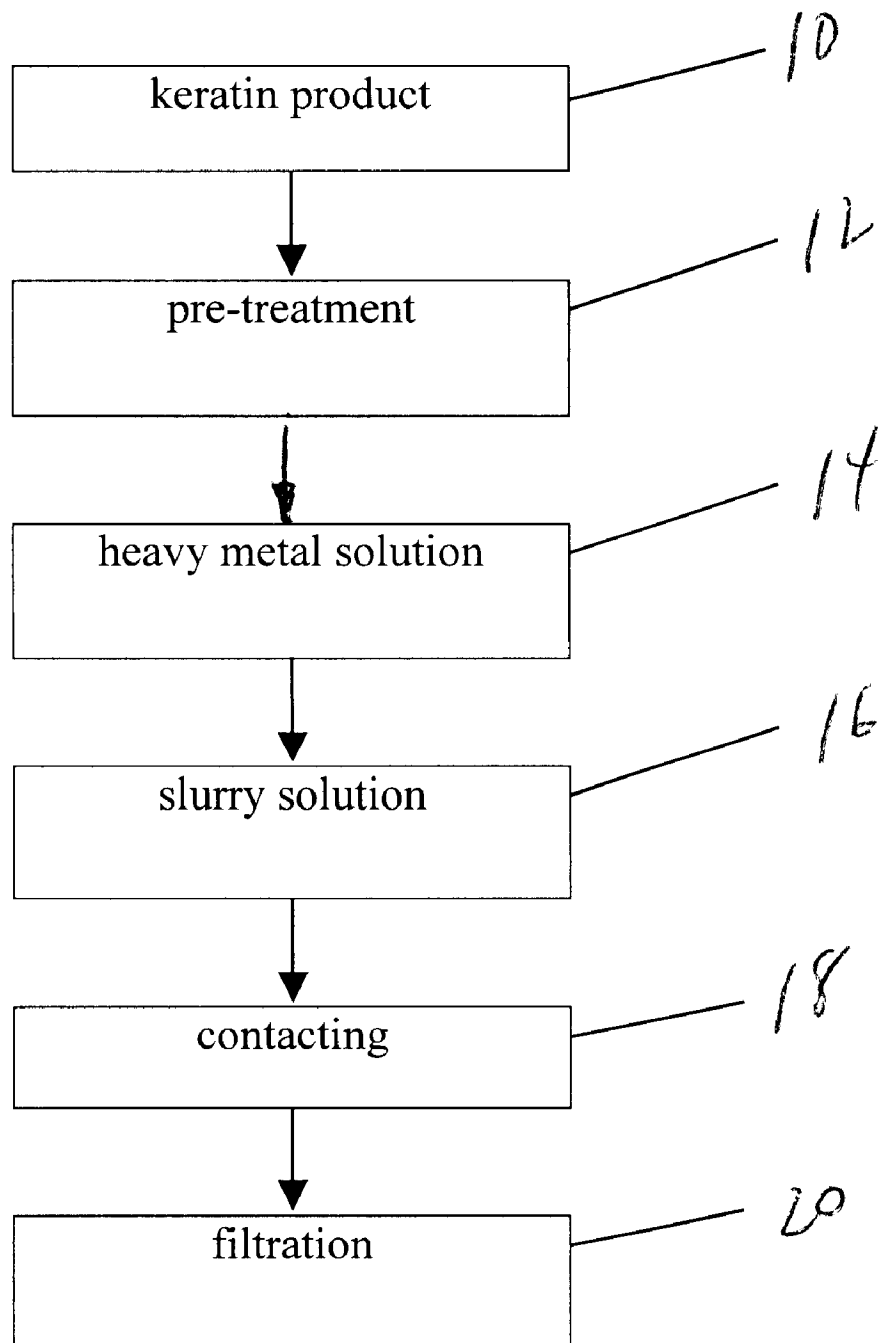 10
keratin product
12
pre-treatment
14
heavy metal solution
16
slurry solution
18
contacting
20
filtration